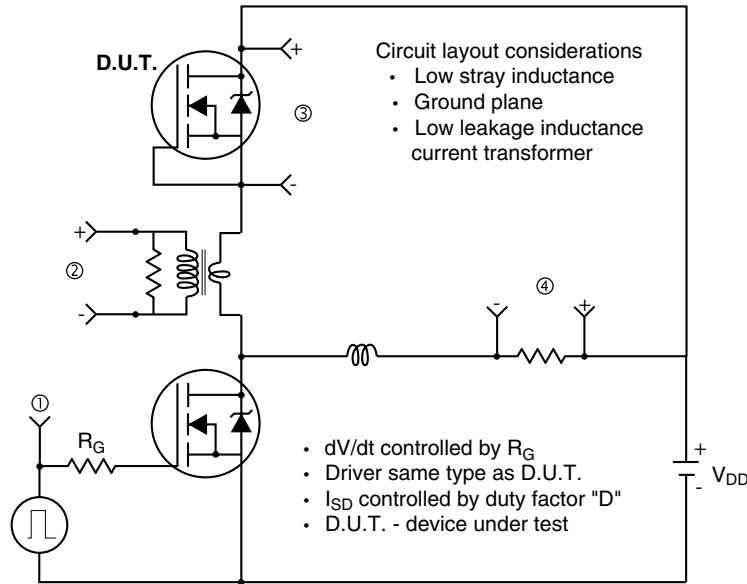 D.U.T.
+
Circuit layout considerations
• Low stray inductance
• Ground plane
• Low leakage inductance
current transformer
③
-
+
②
-
④
-
+
①
R_G
• dV/dt controlled by R_G
• Driver same type as D.U.T.
• I_SD controlled by duty factor "D"
• D.U.T. - device under test
+
V_DD
-